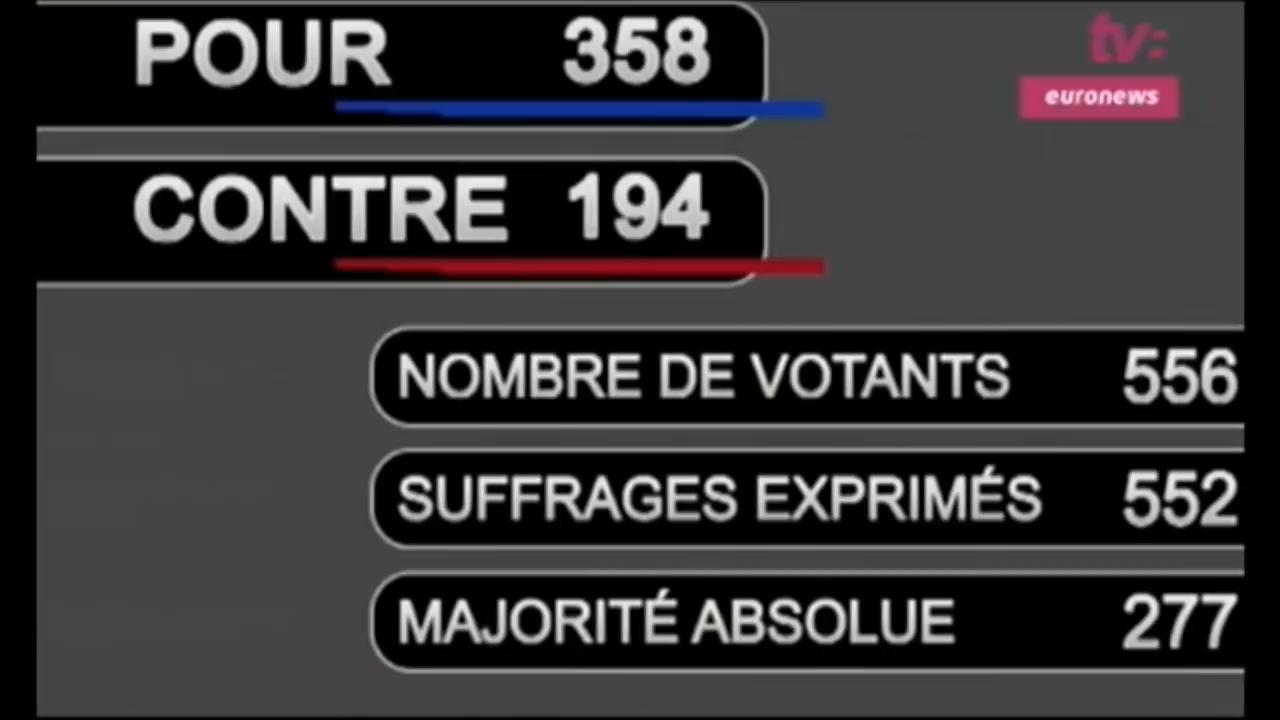 POUR 358
tv:
euronews
CONTRE 194
NOMBRE DE VOTANTS 556
SUFFRAGES EXPRIMÉS 552
MAJORITÉ ABSOLUE 277